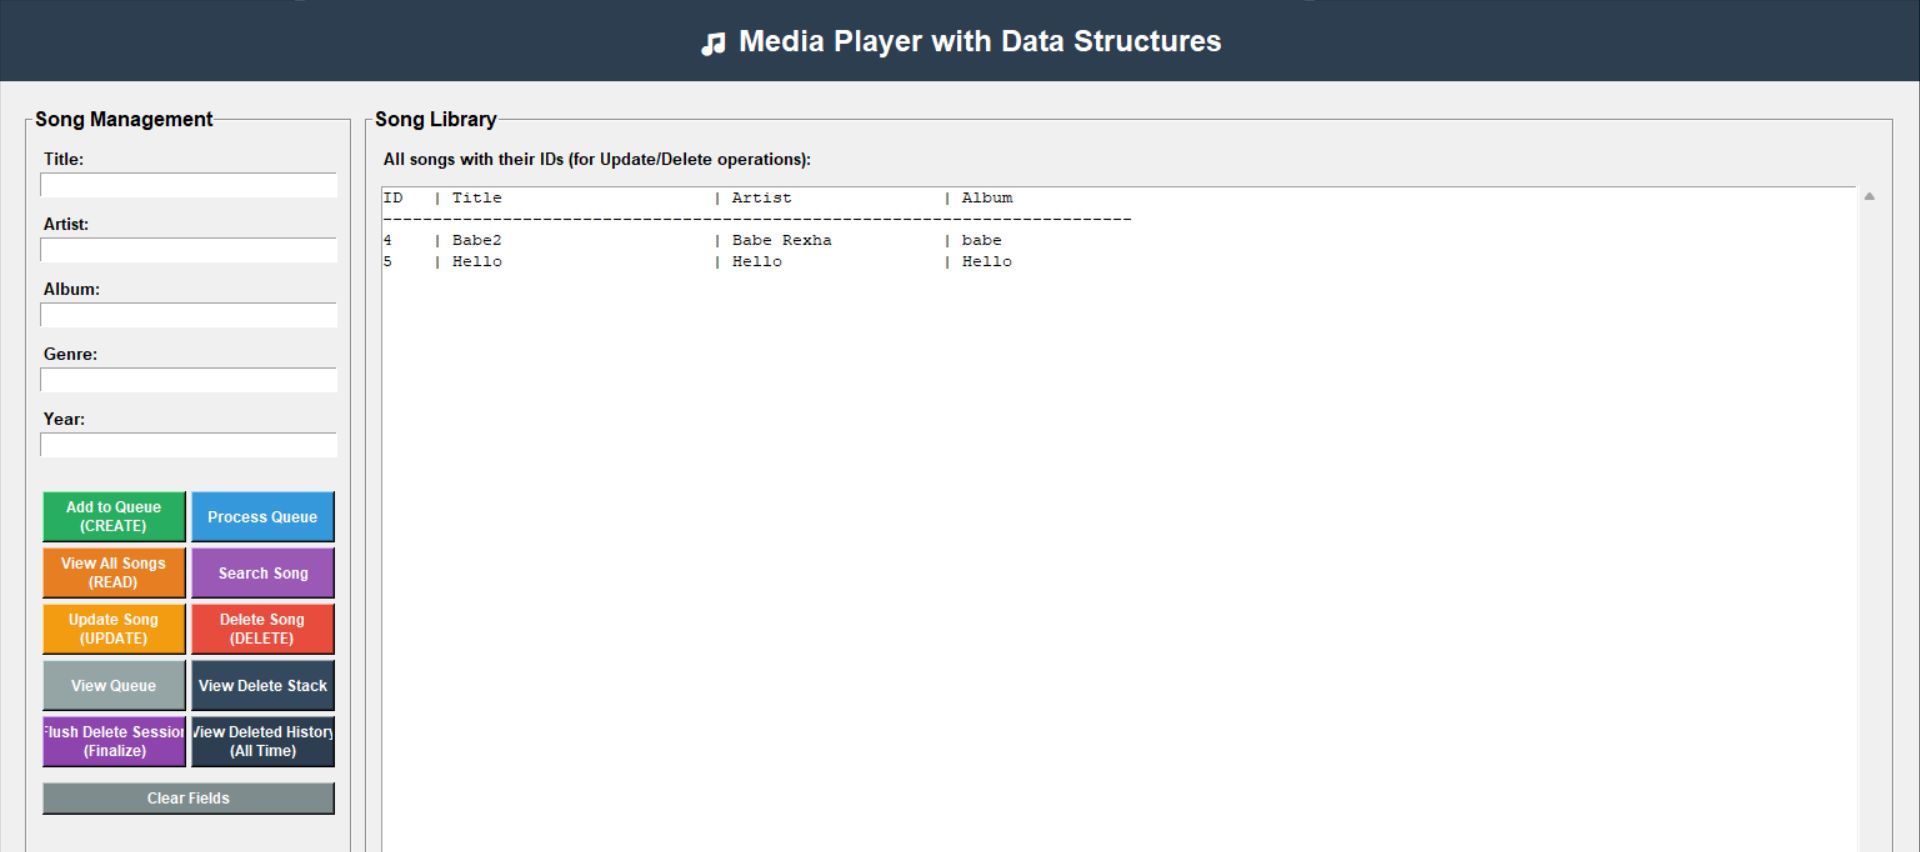 Media Player with Data Structures
Song Management
Title:
Artist:
Album:
Genre:
Year:
Add to Queue
(CREATE)
Process Queue
View All Songs
(READ)
Search Song
Update Song
(UPDATE)
Delete Song
(DELETE)
View Queue
View Delete Stack
Flush Delete Session
(Finalize)
View Deleted History
(All Time)
Clear Fields
Song Library
All songs with their IDs (for Update/Delete operations):
ID | Title | Artist | Album
---------------------------------------------------------------------------
4 | Babe2 | Babe Rexha | babe
5 | Hello | Hello | Hello